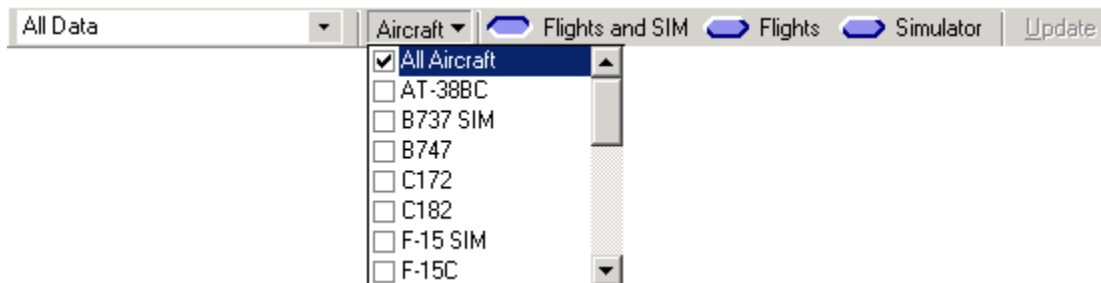 All Data Aircraft Flights and SIM Flights Simulator Update
All Aircraft
AT-38BC
B737 SIM
B747
C172
C182
F-15 SIM
F-15C